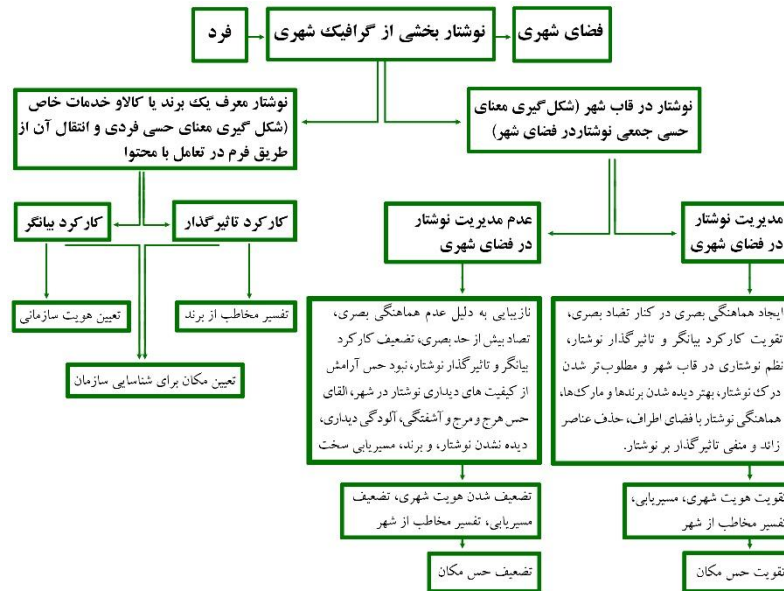 فضای شهری
نوشتار بخشی از گرافیک شهری
فرد
نوشتار در قاب شهر (شکل‌گیری معنای
حسی جمعی نوشتاردر فضای شهر)
نوشتار معرف یک برند یا کالاو خدمات خاص
(شکل گیری معنای حسی فردی و انتقال آن از
طریق فرم در تعامل با محتوا
مدیریت نوشتار
در فضای شهری
عدم مدیریت نوشتار
در فضای شهری
کارکرد تاثیرگذار
کارکرد بیانگر
ایجاد هماهنگی بصری در کنار تضاد بصری،
تقویت کارکرد بیانگر و تاثیرگذار نوشتار،
نظم نوشتاری در قاب شهر و مطلوب‌تر شدن
درک نوشتار، بهتر دیده شدن برندها و مارک‌ها،
هماهنگی نوشتار با فضای اطراف، حذف عناصر
زائد و منفی تاثیرگذار بر نوشتار.
نازیبایی به دلیل عدم هماهنگی بصری،
تصاد بیش از حد بصری، تضعیف کارکرد
بیانگر و تاثیرگذار نوشتار، نبود حس آرامش
از کیفیت های دیداری نوشتار در شهر، القای
حس هرج و مرج و آشفتگی، آلودگی دیداری،
دیده نشدن نوشتار، و برند، مسیریابی سخت
تفسیر مخاطب از برند
تعیین هویت سازمانی
تعیین مکان برای شناسایی سازمان
تقویت هویت شهری، مسیریابی،
تفسیر مخاطب از شهر
تضعیف شدن هویت شهری، تضعیف
مسیریابی، تفسیر مخاطب از شهر
تقویت حس مکان
تضعیف حس مکان